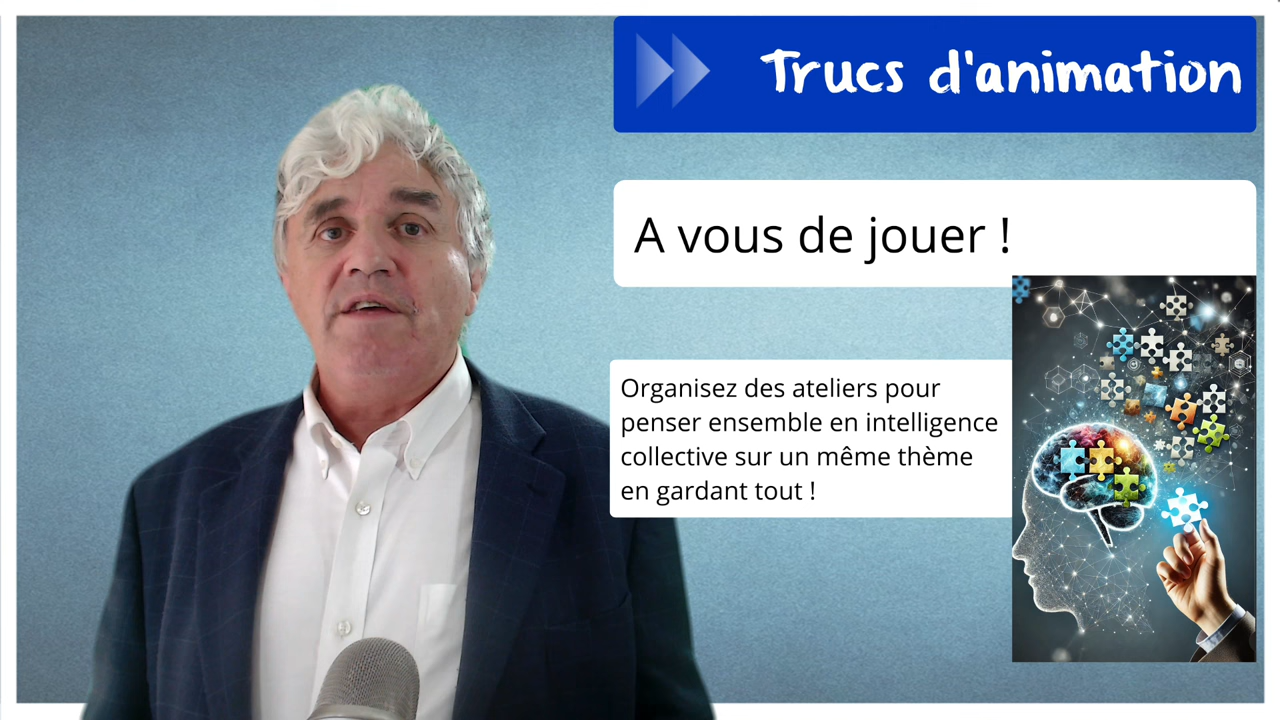 Trucs d'animation
A vous de jouer !
Organisez des ateliers pour
penser ensemble en intelligence
collective sur un même thème
en gardant tout !